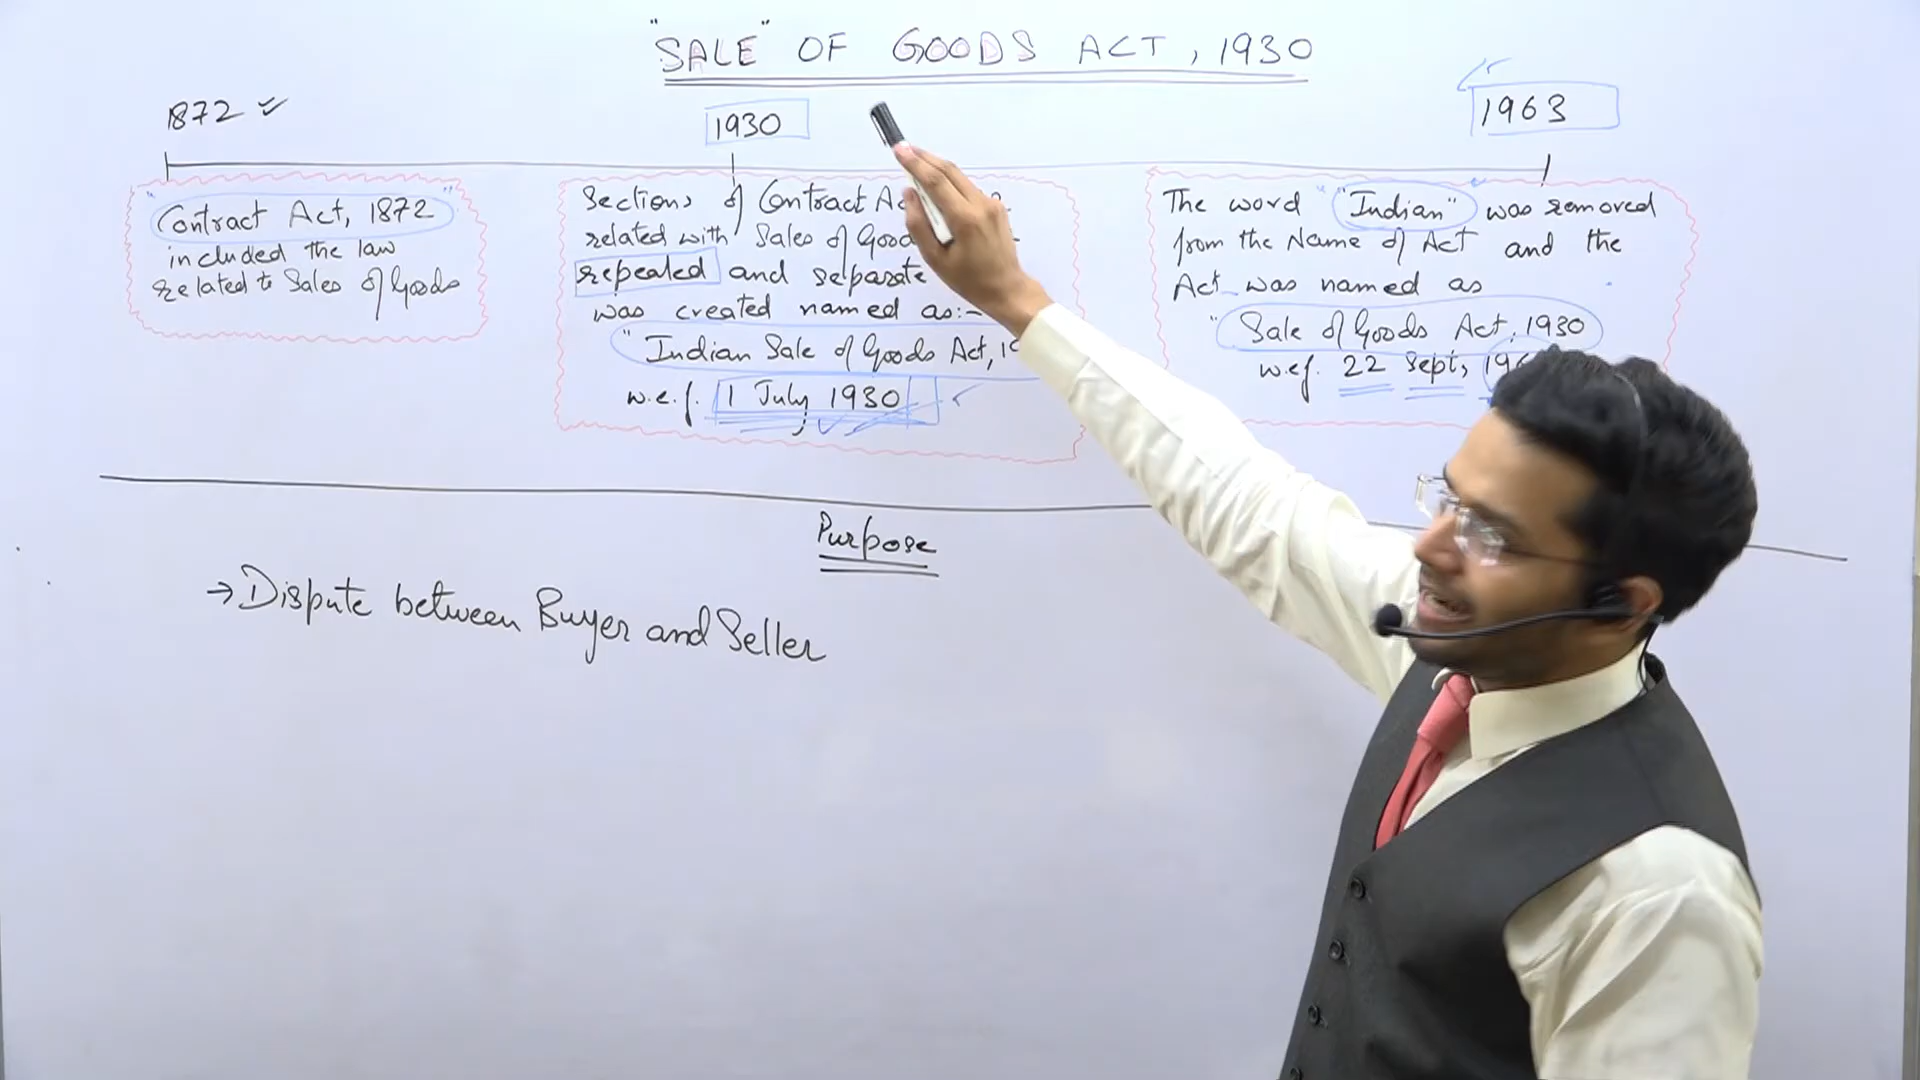 "SALE" OF GOODS ACT, 1930
1872
1930
1963
"Contract Act, 1872"
included the law
related to Sales of Goods
Sections of Contract
related with Sales of
repealed and separate
was created named as:-
"Indian Sale of Goods Act,
w.e.f. 1 July 1930
The word "Indian" was removed
from the Name of Act and the
Act was named as
"Sale of Goods Act, 1930
w.e.f. 22 Sept,
Purpose
→ Dispute between Buyer and Seller